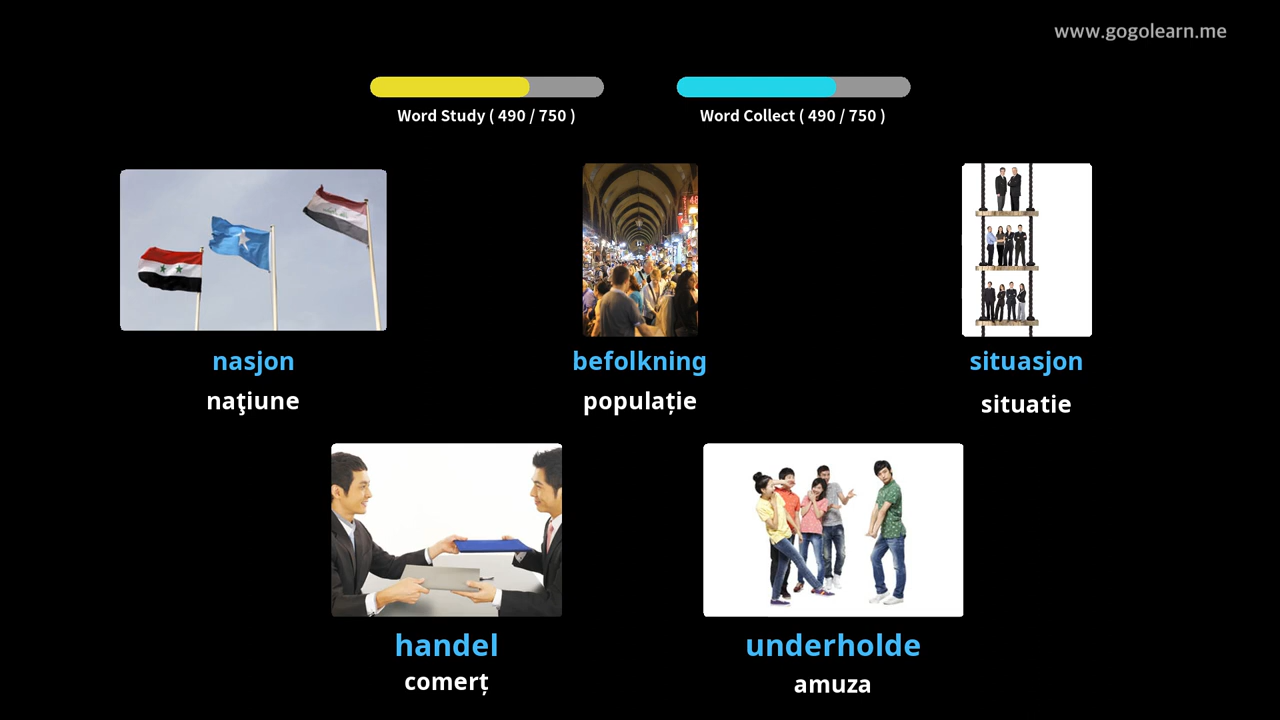 www.gogolearn.me
Word Study ( 490 / 750 )
Word Collect ( 490 / 750 )
nasjon
naţiune
befolkning
populație
situasjon
situatie
handel
comerț
underholde
amuza